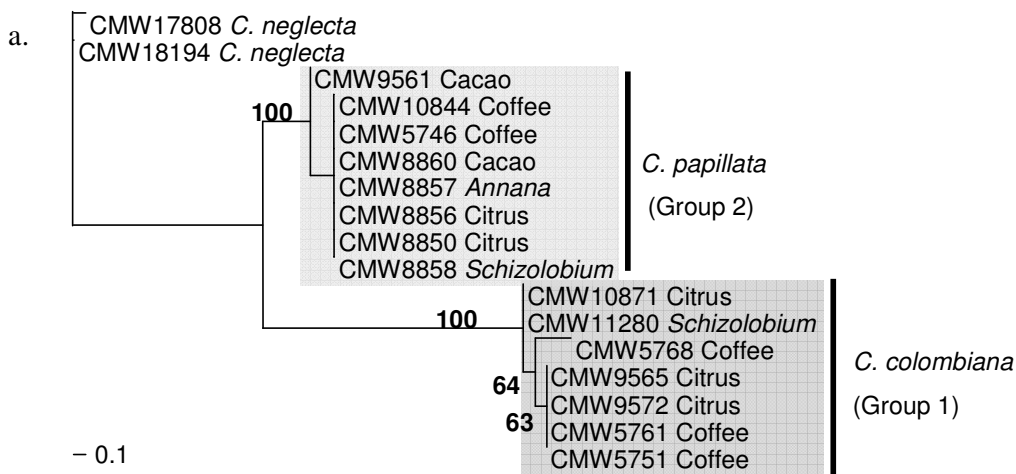 a.
CMW17808 C. neglecta
CMW18194 C. neglecta
CMW9561 Cacao
100
CMW10844 Coffee
CMW5746 Coffee
CMW8860 Cacao
CMW8857 Annana
CMW8856 Citrus
CMW8850 Citrus
CMW8858 Schizolobium
C. papillata
(Group 2)
CMW10871 Citrus
100
CMW11280 Schizolobium
CMW5768 Coffee
64
CMW9565 Citrus
CMW9572 Citrus
63
CMW5761 Coffee
CMW5751 Coffee
C. colombiana
(Group 1)
– 0.1